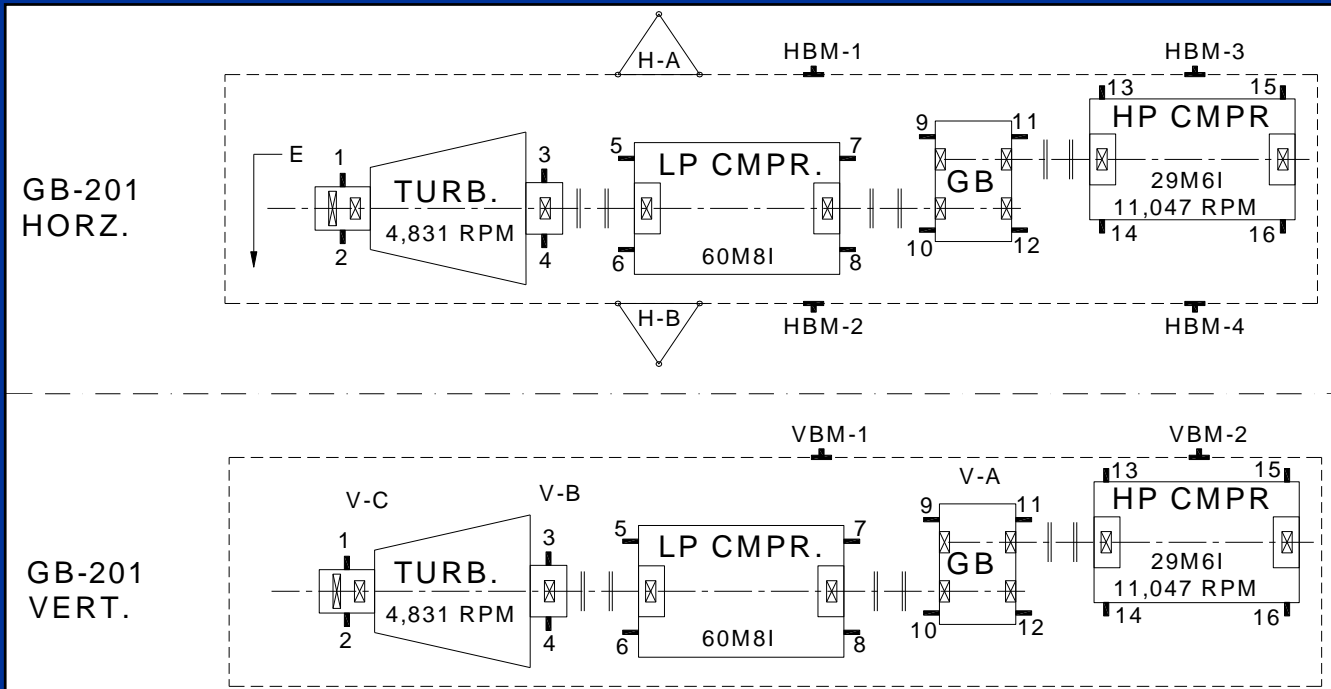 H-A
HBM-1
HBM-3
13
15
GB-201
HORZ.
E
1
3
5
7
9
11
TURB.
LP CMPR.
GB
HP CMPR
4,831 RPM
29M6I
11,047 RPM
2
4
6
60M8I
8
10
12
14
16
H-B
HBM-2
HBM-4
VBM-1
VBM-2
V-C
V-B
V-A
13
15
GB-201
VERT.
1
3
5
7
9
11
TURB.
LP CMPR.
GB
HP CMPR
4,831 RPM
29M6I
11,047 RPM
2
4
6
60M8I
8
10
12
14
16